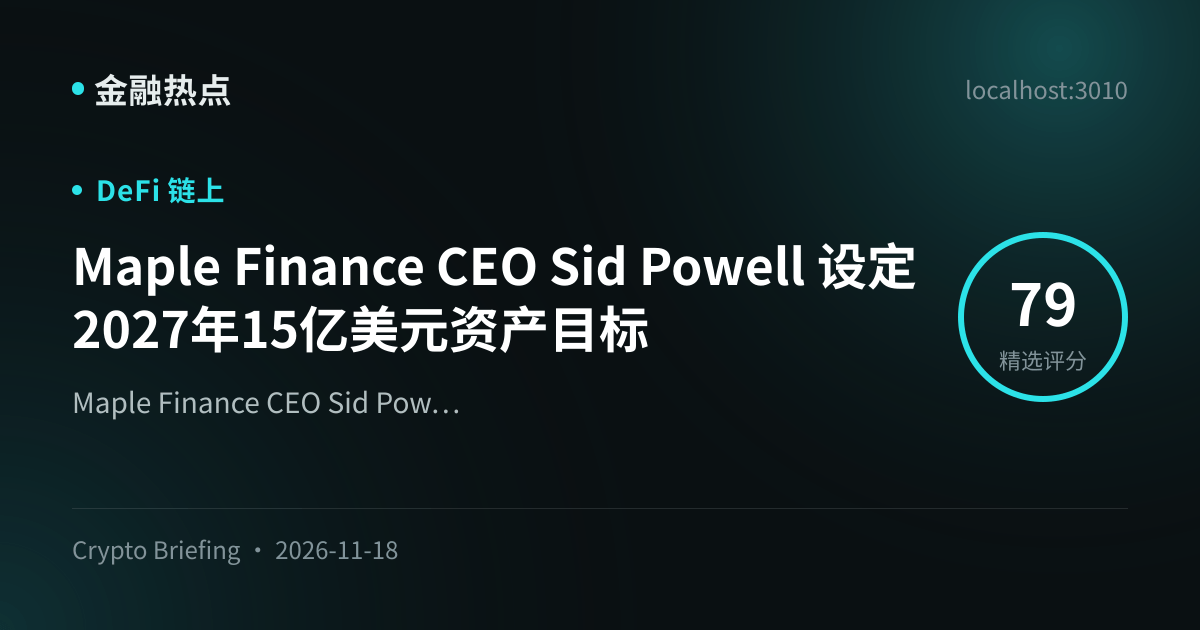 金融热点
localhost:3010
DeFi 链上
Maple Finance CEO Sid Powell 设定
2027年15亿美元资产目标
79
精选评分
Maple Finance CEO Sid Pow…
Crypto Briefing · 2026-11-18